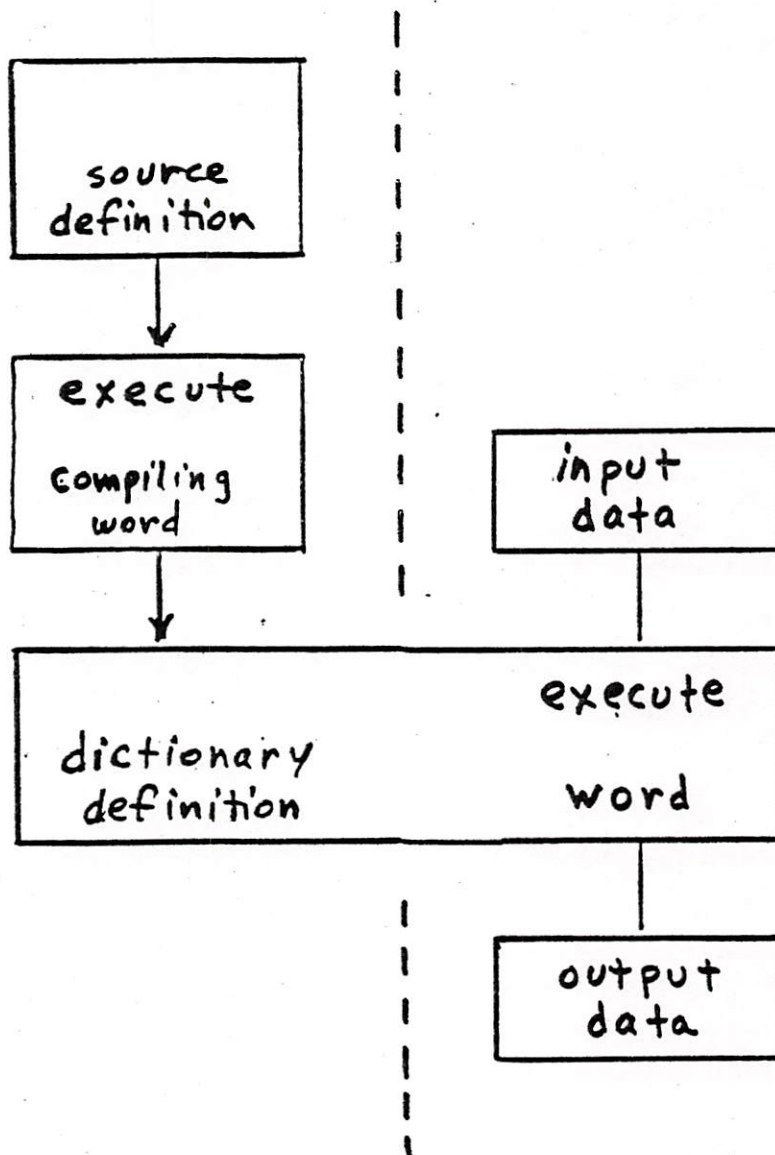 source
definition
execute
compiling
word
input
data
dictionary
definition
execute
word
output
data